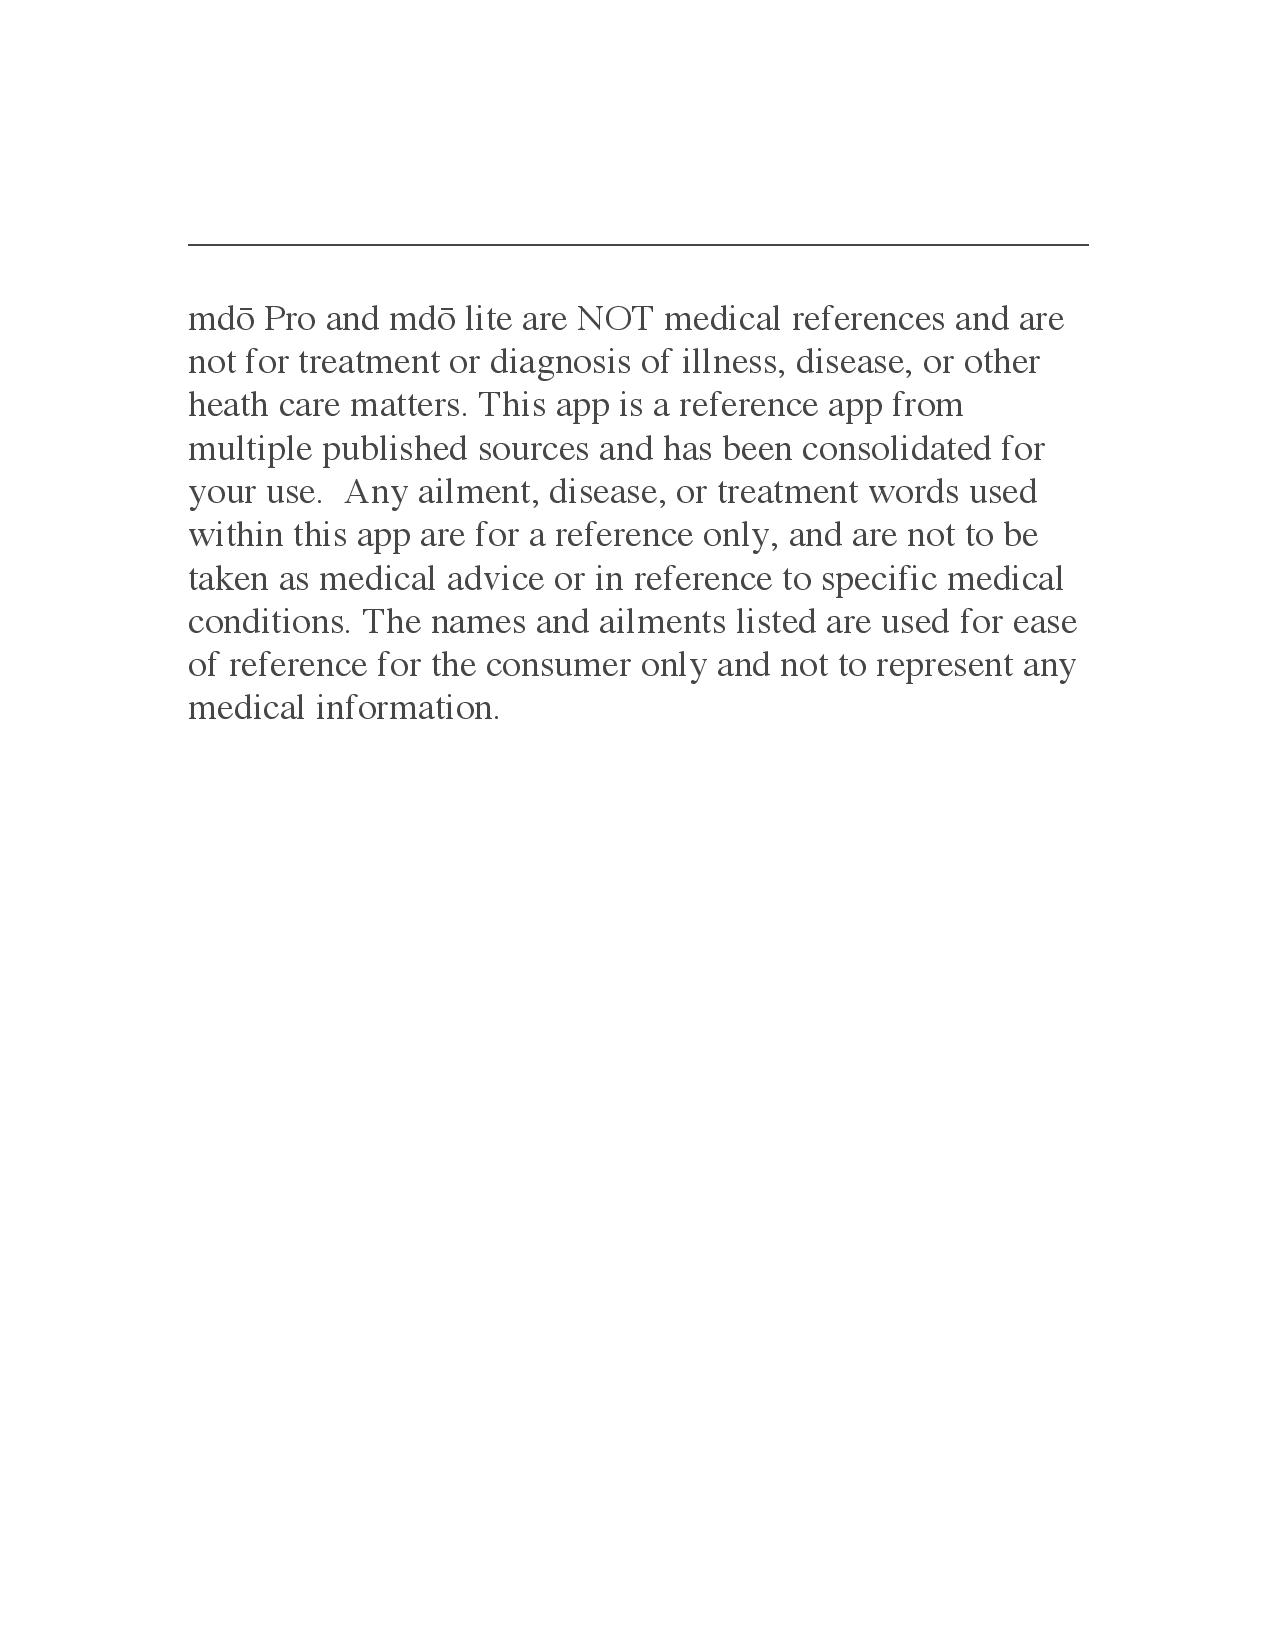 mdō Pro and mdō lite are NOT medical references and are
not for treatment or diagnosis of illness, disease, or other
heath care matters. This app is a reference app from
multiple published sources and has been consolidated for
your use.  Any ailment, disease, or treatment words used
within this app are for a reference only, and are not to be
taken as medical advice or in reference to specific medical
conditions. The names and ailments listed are used for ease
of reference for the consumer only and not to represent any
medical information.